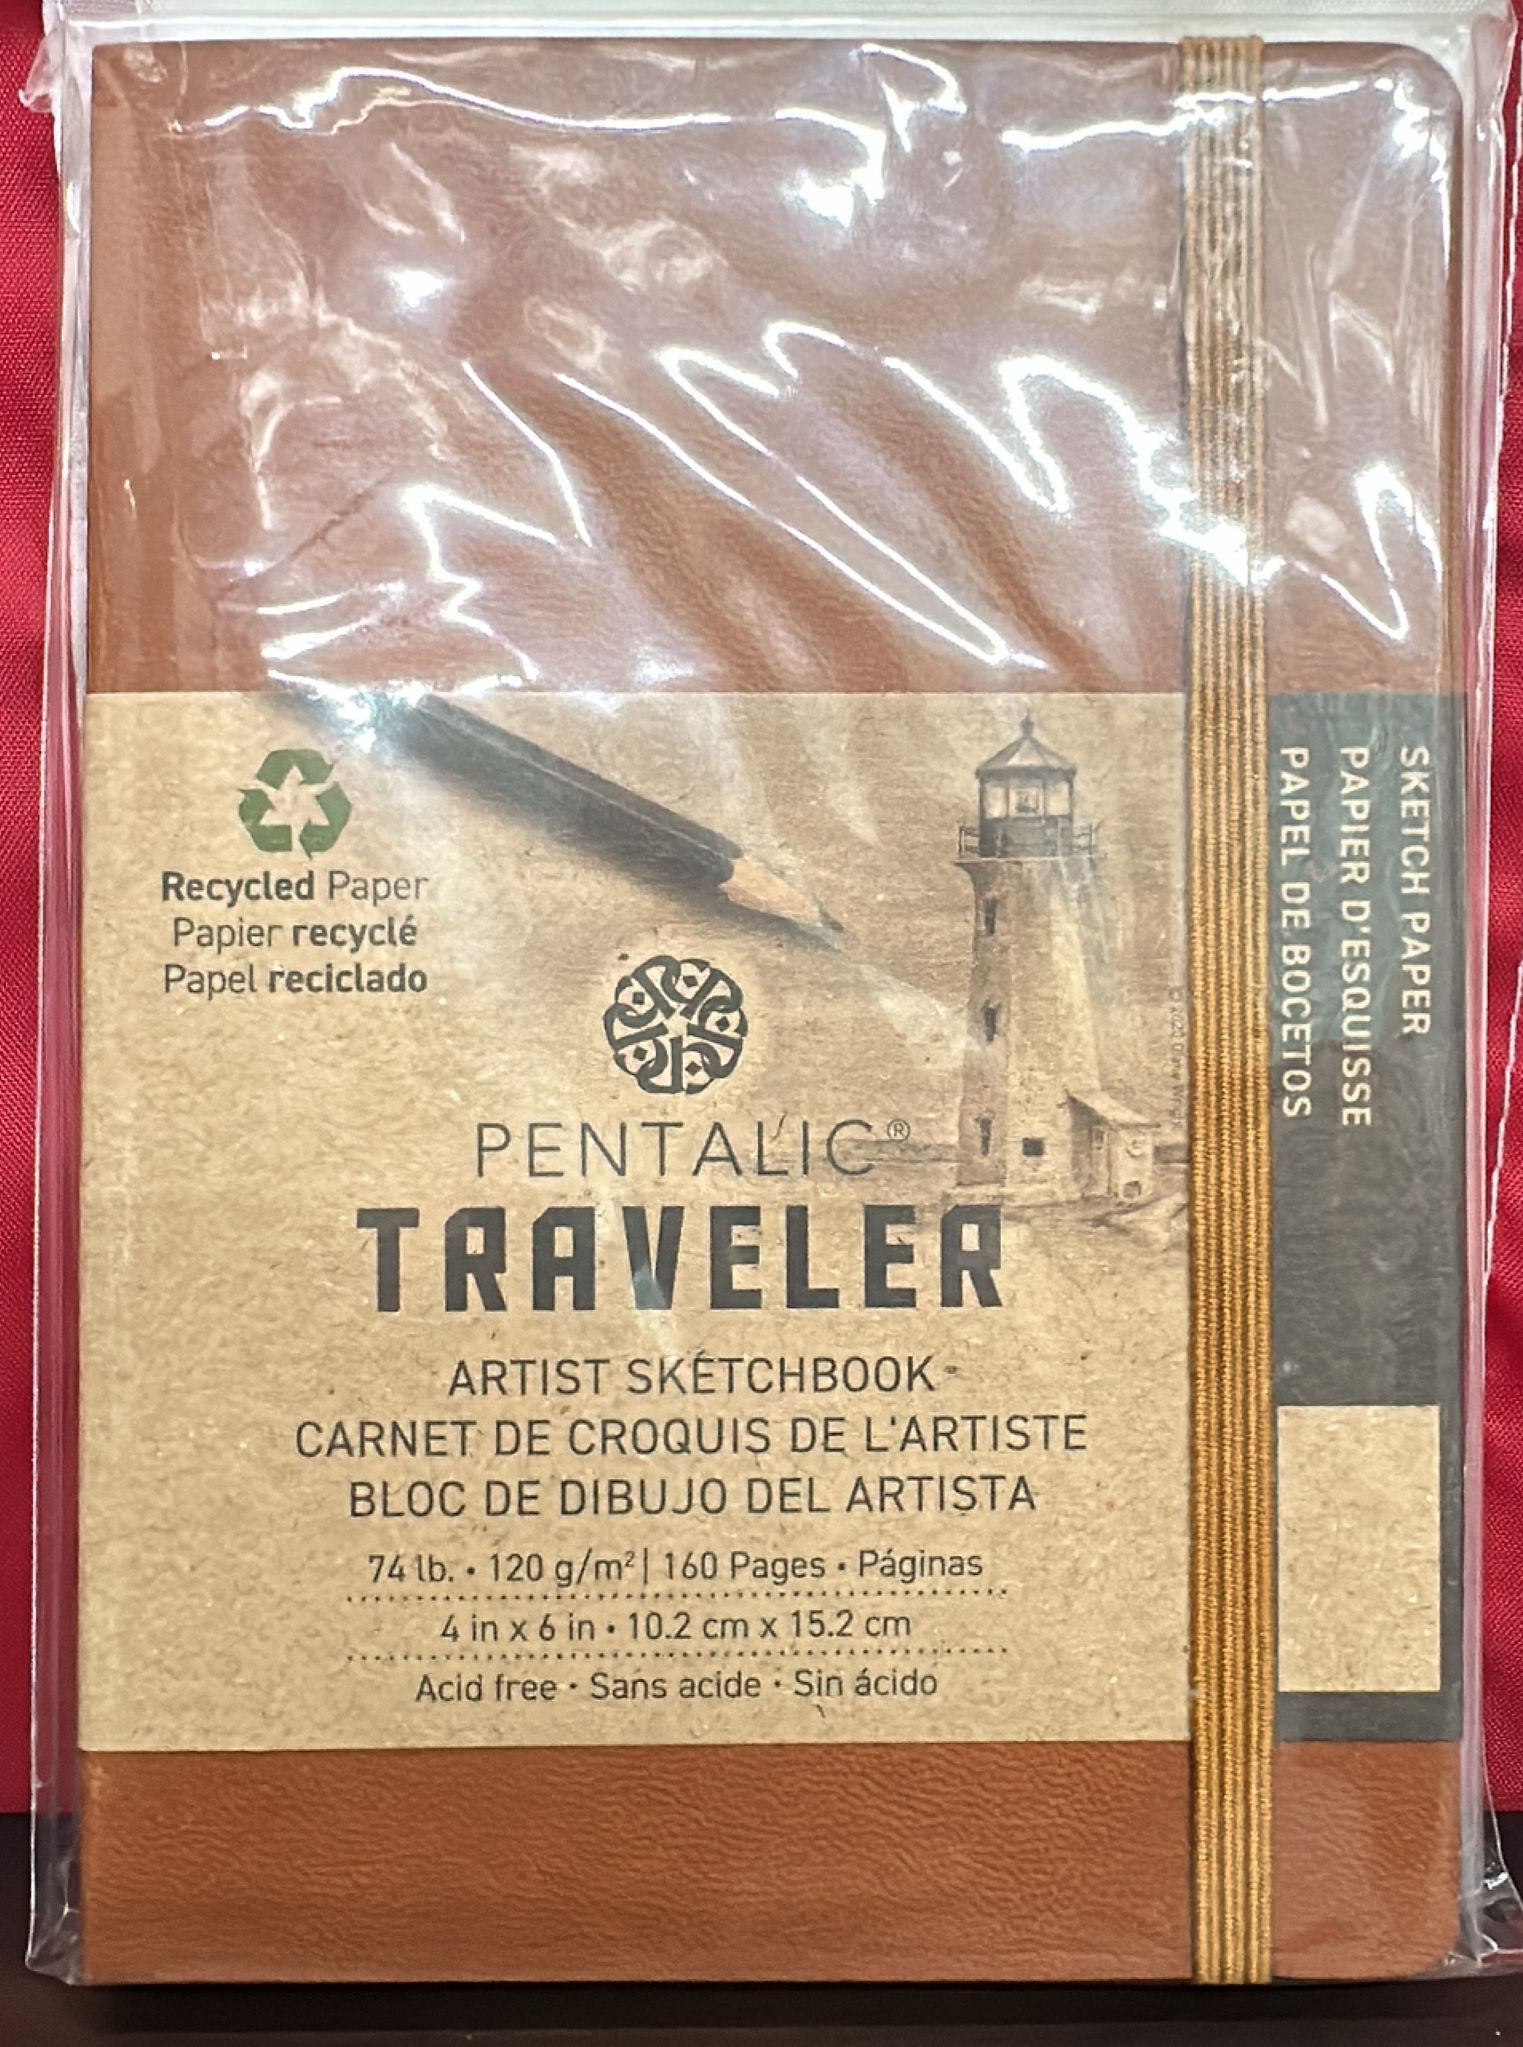 Recycled Paper
Papier recyclé
Papel reciclado
PENTALIC®
TRAVELER
ARTIST SKETCHBOOK
CARNET DE CROQUIS DE L'ARTISTE
BLOC DE DIBUJO DEL ARTISTA
74 lb. • 120 g/m² | 160 Pages • Páginas
4 in x 6 in • 10.2 cm x 15.2 cm
Acid free • Sans acide • Sin ácido
SKETCH PAPER
PAPIER D'ESQUISSE
PAPEL DE BOCETOS